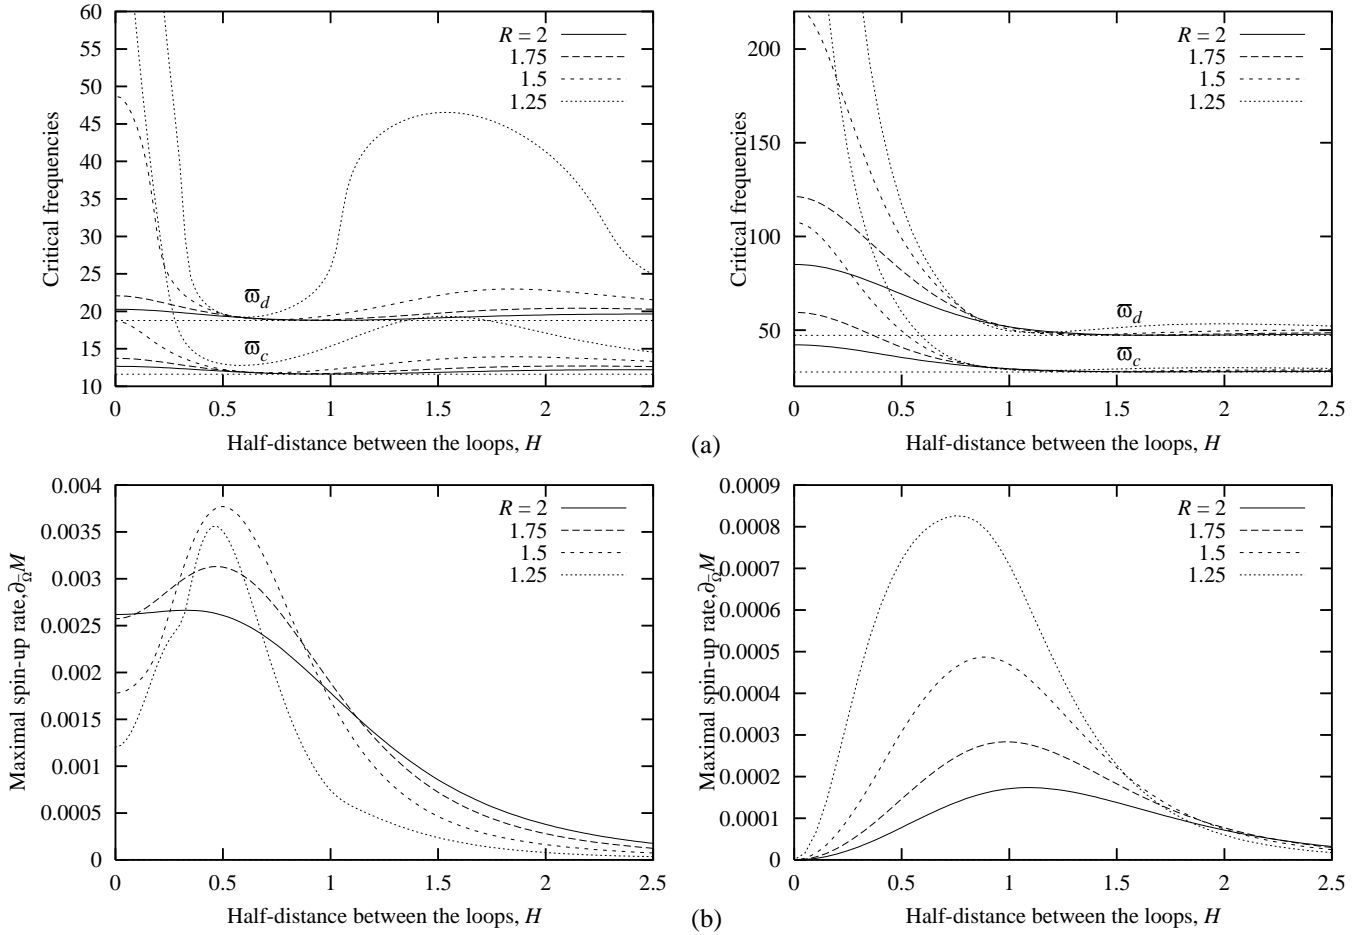 60
55
50
45
40
35
30
25
20
15
10
Critical frequencies
R = 2
1.75
1.5
1.25
ϖd
ϖc
0 0.5 1 1.5 2 2.5
Half-distance between the loops, H
200
150
100
50
Critical frequencies
R = 2
1.75
1.5
1.25
ϖd
ϖc
0 0.5 1 1.5 2 2.5
Half-distance between the loops, H
(a)
0.004
0.0035
0.003
0.0025
0.002
0.0015
0.001
0.0005
0
Maximal spin-up rate,∂Ω̄M
R = 2
1.75
1.5
1.25
0 0.5 1 1.5 2 2.5
Half-distance between the loops, H
0.0009
0.0008
0.0007
0.0006
0.0005
0.0004
0.0003
0.0002
0.0001
0
Maximal spin-up rate,∂Ω̄M
R = 2
1.75
1.5
1.25
0 0.5 1 1.5 2 2.5
Half-distance between the loops, H
(b)